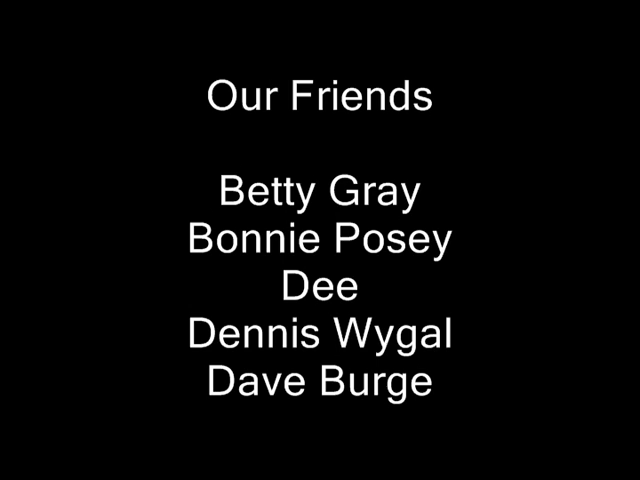 Our Friends
Betty Gray
Bonnie Posey
Dee
Dennis Wygal
Dave Burge